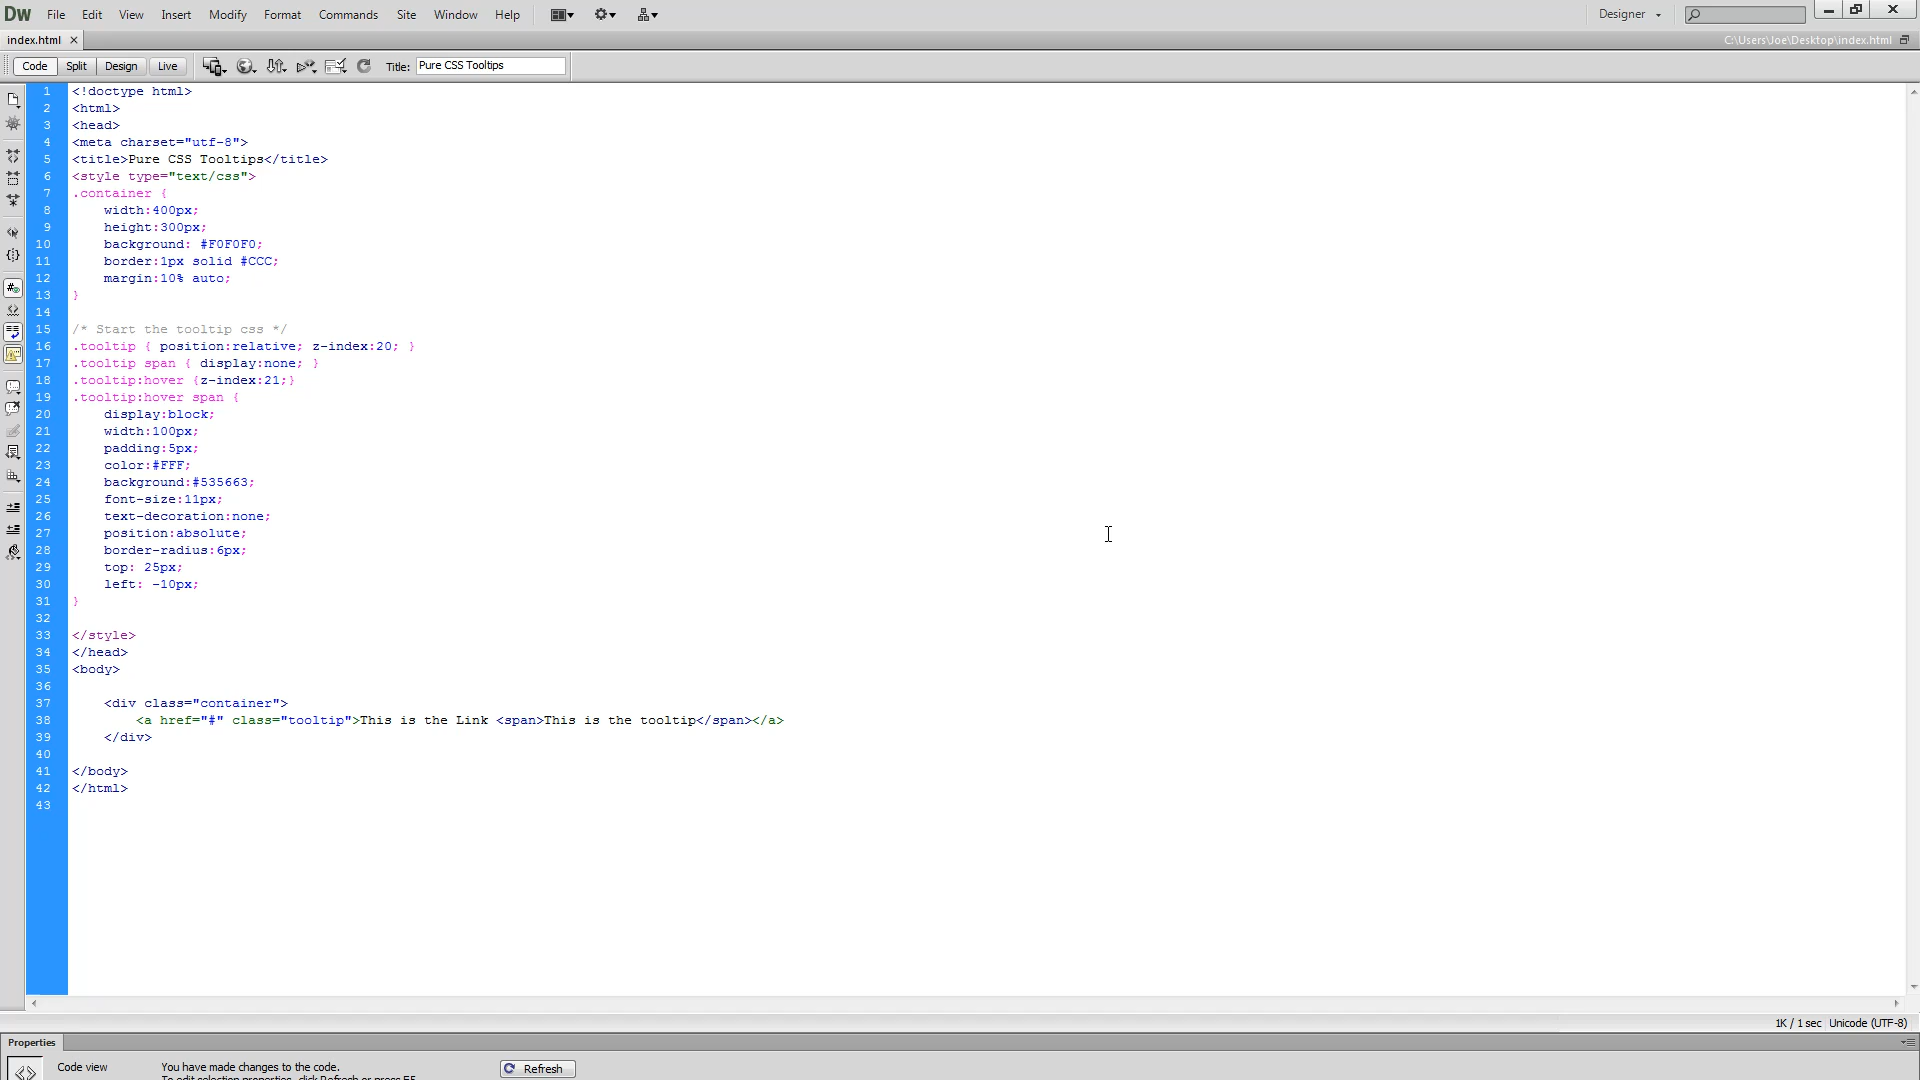 Dw File Edit View Insert Modify Format Commands Site Window Help Designer
index.html C:\Users\Joe\Desktop\index.html
Code Split Design Live Title: Pure CSS Tooltips
1 <!doctype html>
2 <html>
3 <head>
4 <meta charset="utf-8">
5 <title>Pure CSS Tooltips</title>
6 <style type="text/css">
7 .container {
8 width:400px;
9 height:300px;
10 background: #F0F0F0;
11 border:1px solid #CCC;
12 margin:10% auto;
13 }
14
15 /* Start the tooltip css */
16 .tooltip { position:relative; z-index:20; }
17 .tooltip span { display:none; }
18 .tooltip:hover {z-index:21;}
19 .tooltip:hover span {
20 display:block;
21 width:100px;
22 padding:5px;
23 color:#FFF;
24 background:#535663;
25 font-size:11px;
26 text-decoration:none;
27 position:absolute;
28 border-radius:6px;
29 top: 25px;
30 left: -10px;
31 }
32
33 </style>
34 </head>
35 <body>
36
37 <div class="container">
38 <a href="#" class="tooltip">This is the Link <span>This is the tooltip</span></a>
39 </div>
40
41 </body>
42 </html>
43
1K / 1 sec Unicode (UTF-8)
Properties
Code view You have made changes to the code. Refresh
To edit selection properties, click Refresh or press F5.